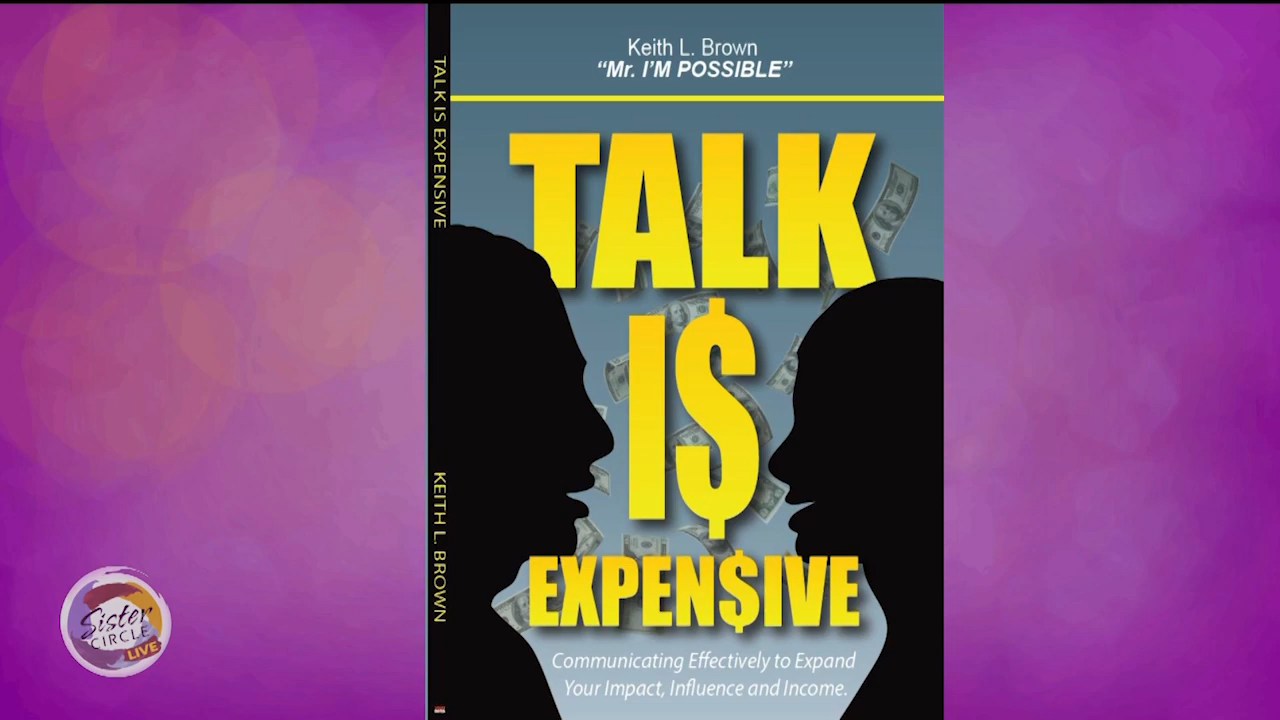 Keith L. Brown
“Mr. I’M POSSIBLE”
TALK
I$
EXPEN$IVE
Communicating Effectively to Expand
Your Impact, Influence and Income.
TALK IS EXPENSIVE
KEITH L. BROWN
Sister
CIRCLE
LIVE